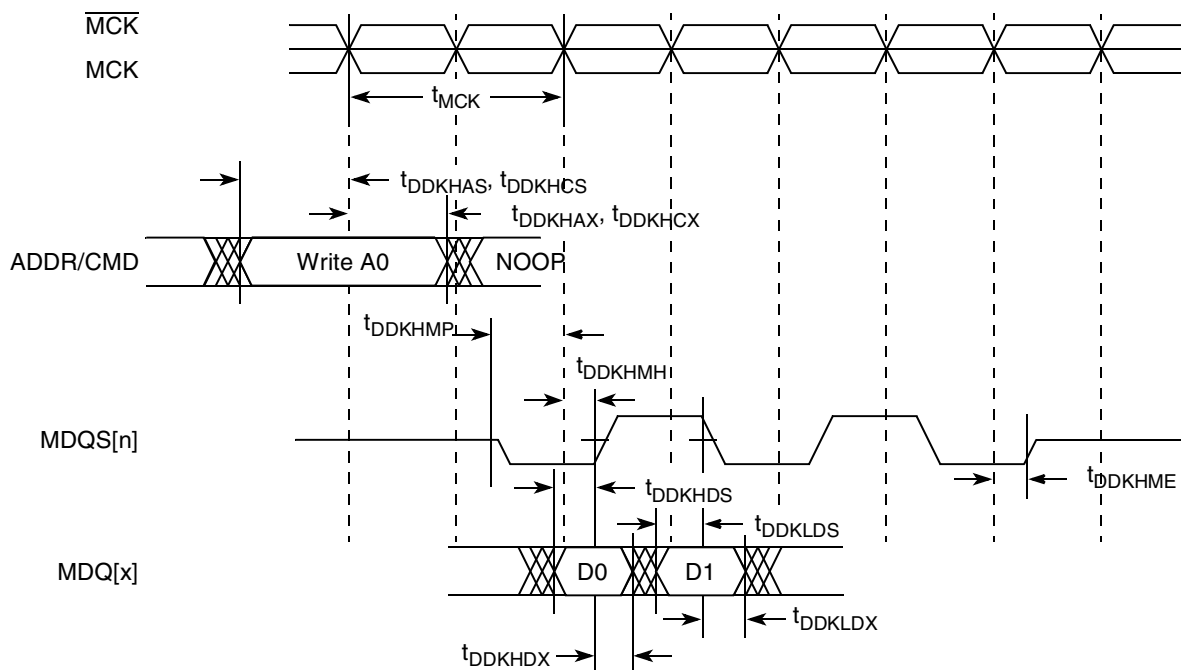 MCK
MCK
tMCK
tDDKHAS, tDDKHCS
tDDKHAX, tDDKHCX
ADDR/CMD
Write A0
NOOP
tDDKHMP
tDDKHMH
MDQS[n]
tDDKHME
tDDKHDS
tDDKLDS
MDQ[x]
D0
D1
tDDKLDX
tDDKHDX